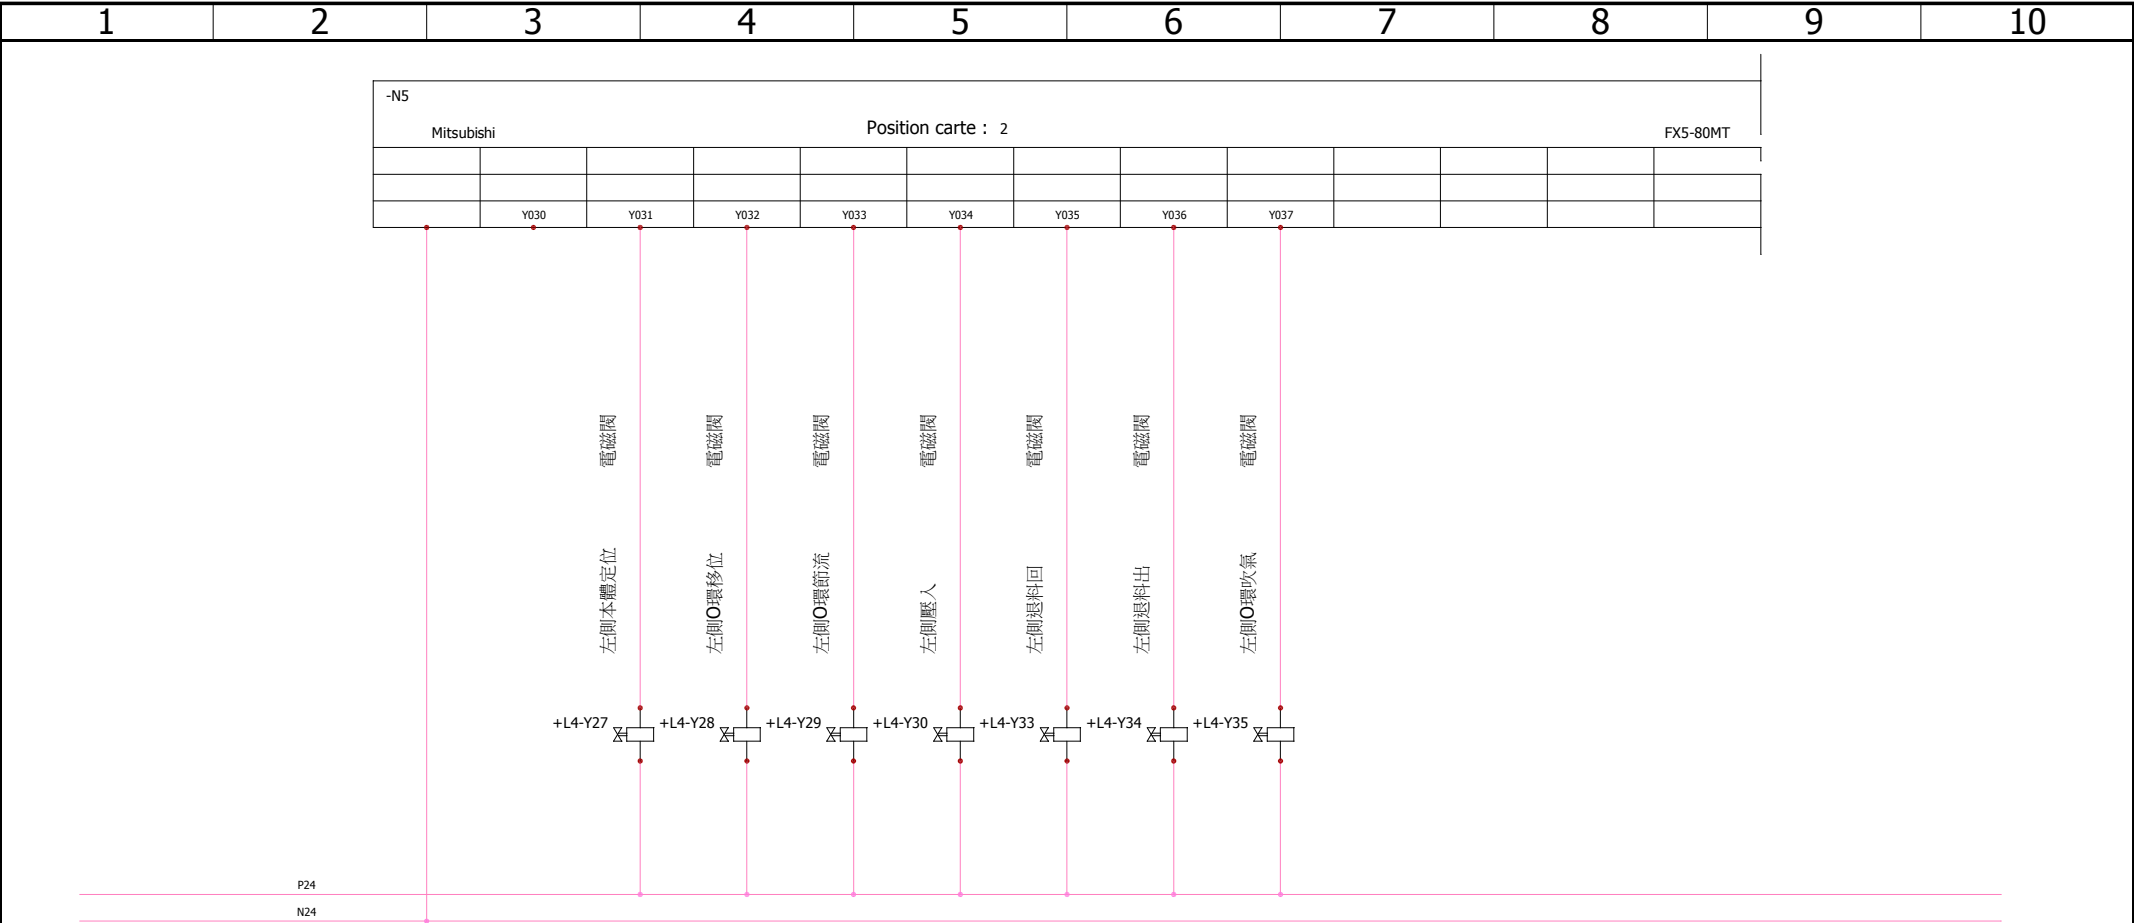 1 2 3 4 5 6 7 8 9 10
-N5
Mitsubishi Position carte : 2 FX5-80MT
Y030 Y031 Y032 Y033 Y034 Y035 Y036 Y037
左側本體定位 電磁閥
左側O環移位 電磁閥
左側O環節流 電磁閥
左側壓入 電磁閥
左側退料回 電磁閥
左側退料出 電磁閥
左側O環吹氣 電磁閥
+L4-Y27 +L4-Y28 +L4-Y29 +L4-Y30 +L4-Y33 +L4-Y34 +L4-Y35
P24
N24